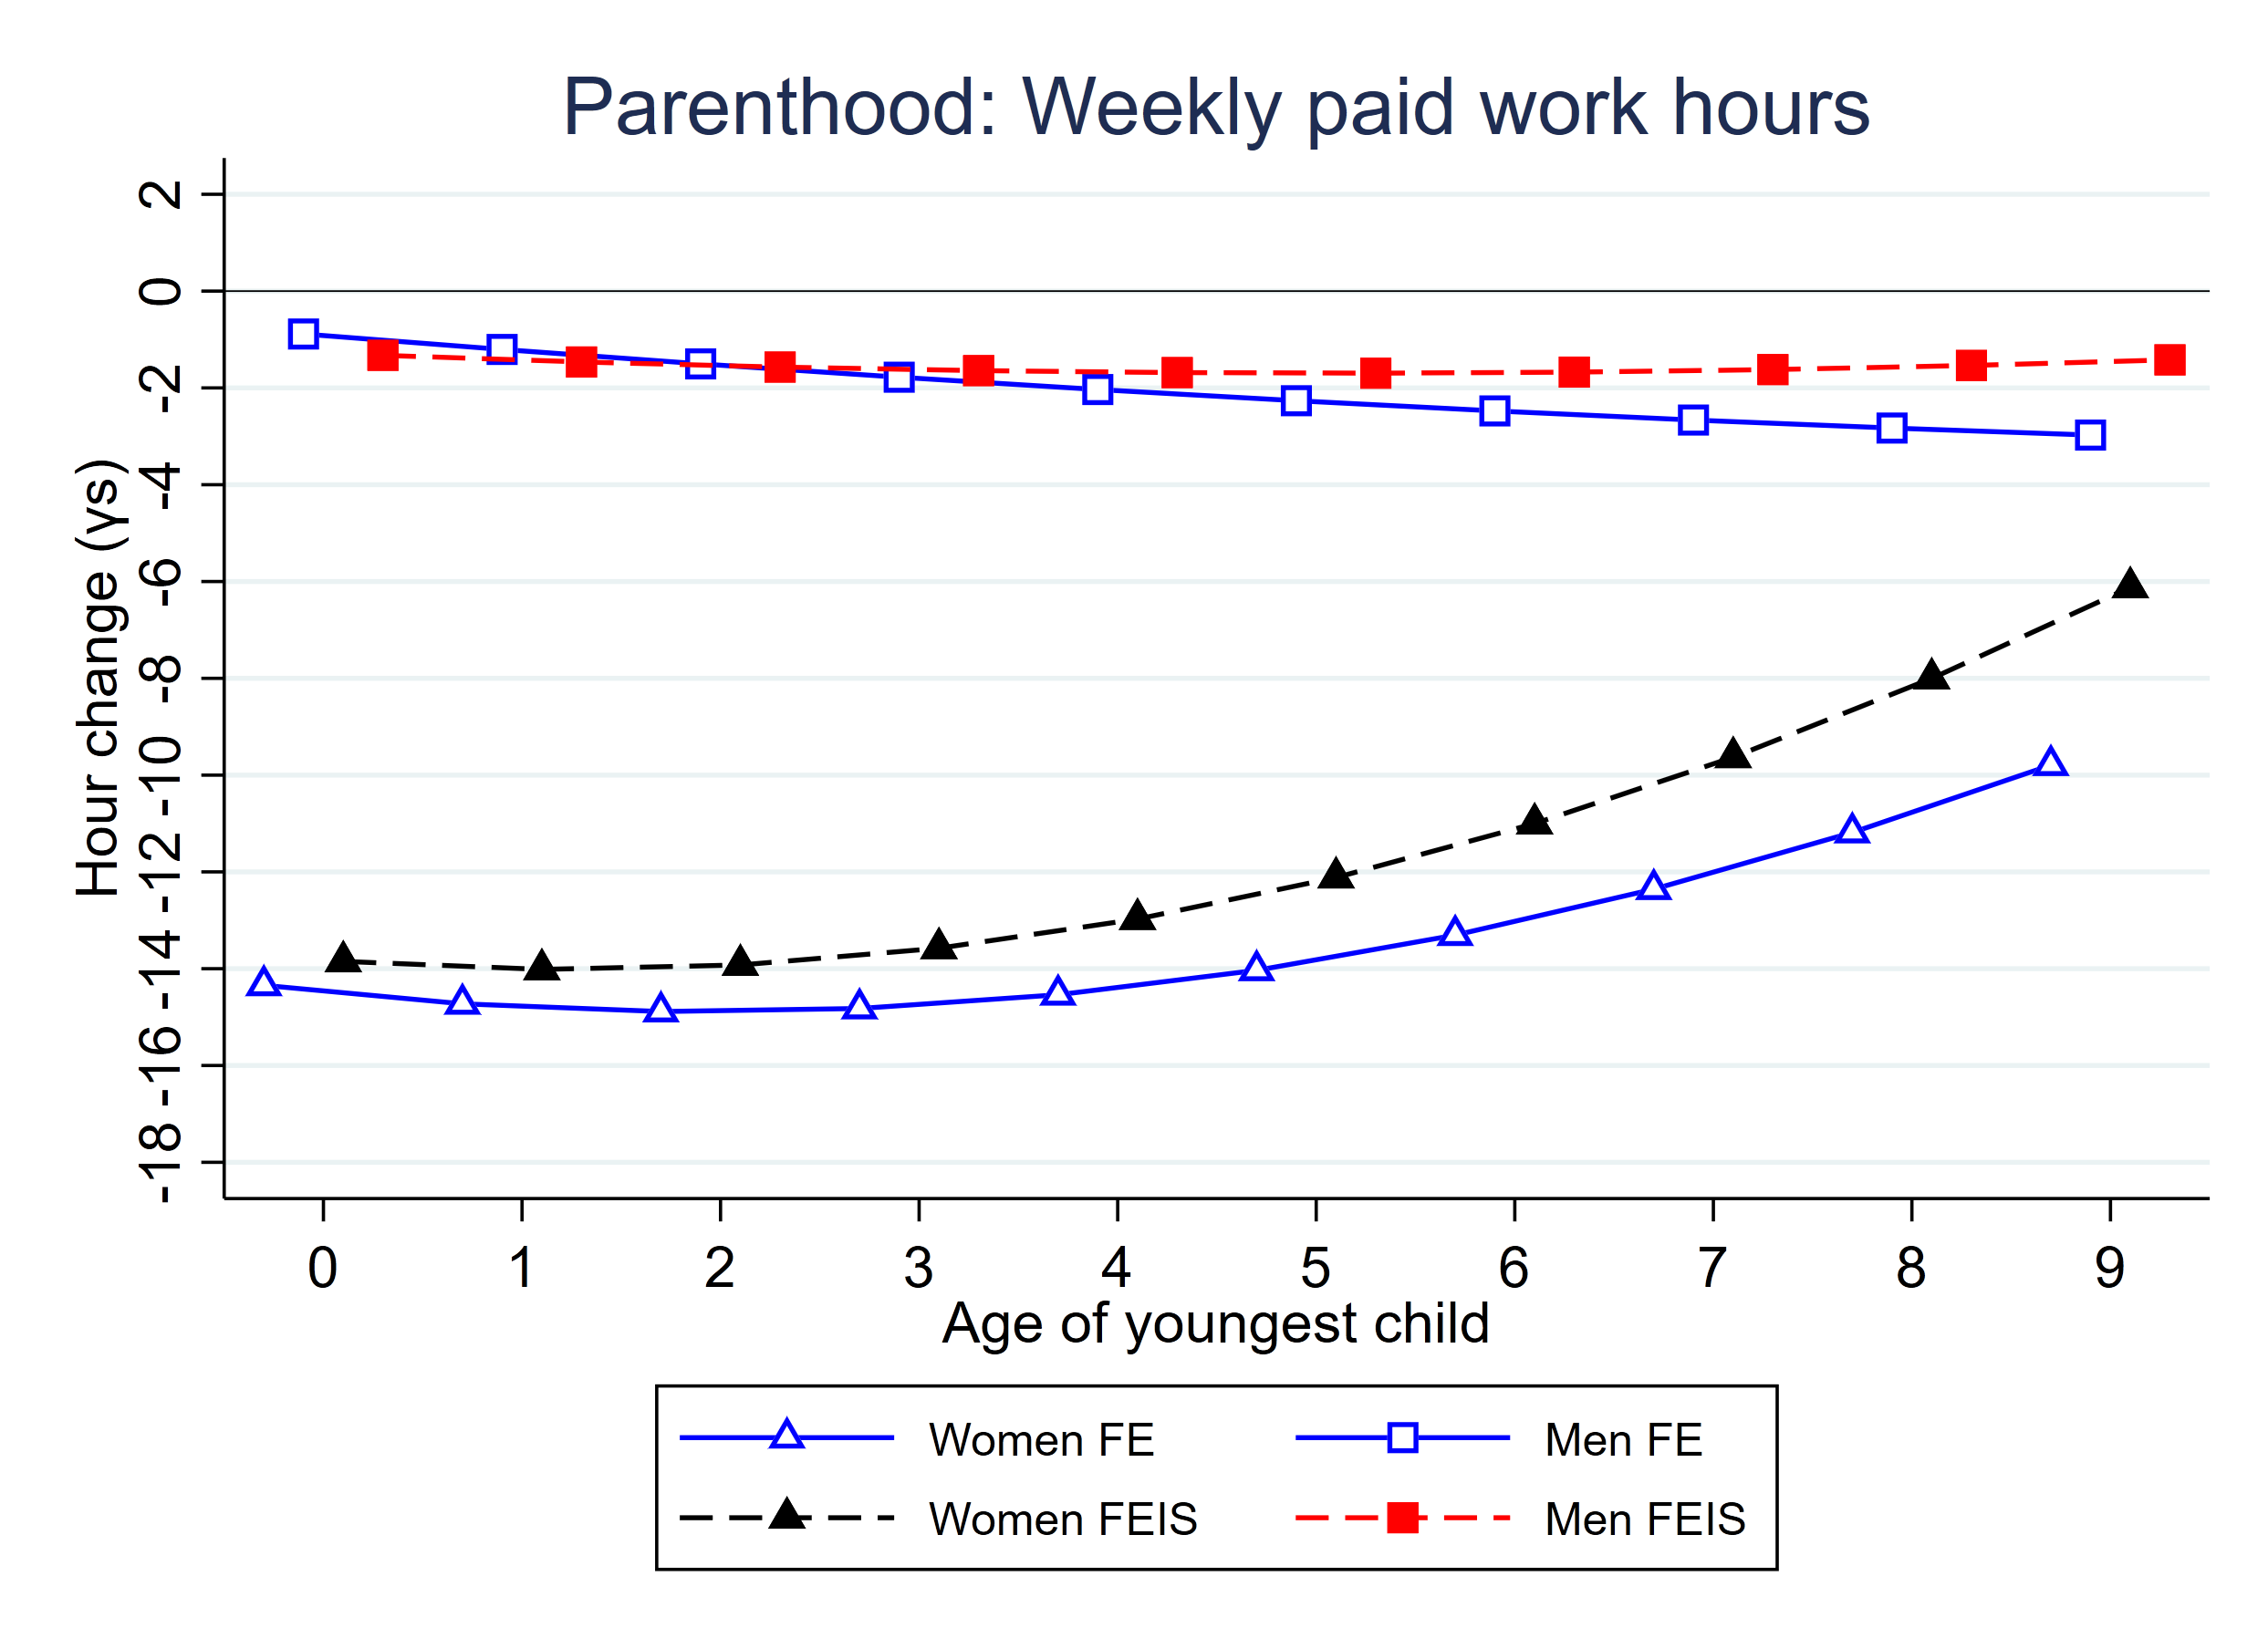 Parenthood: Weekly paid work hours
Hour change (γs)
2
0
-2
-4
-6
-8
-10
-12
-14
-16
-18
0 1 2 3 4 5 6 7 8 9
Age of youngest child
Women FE Men FE
Women FEIS Men FEIS